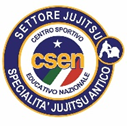 SETTORE JUJITSU
CENTRO SPORTIVO
csen
EDUCATIVO NAZIONALE
SPECIALITA' JUJITSU ANTICO